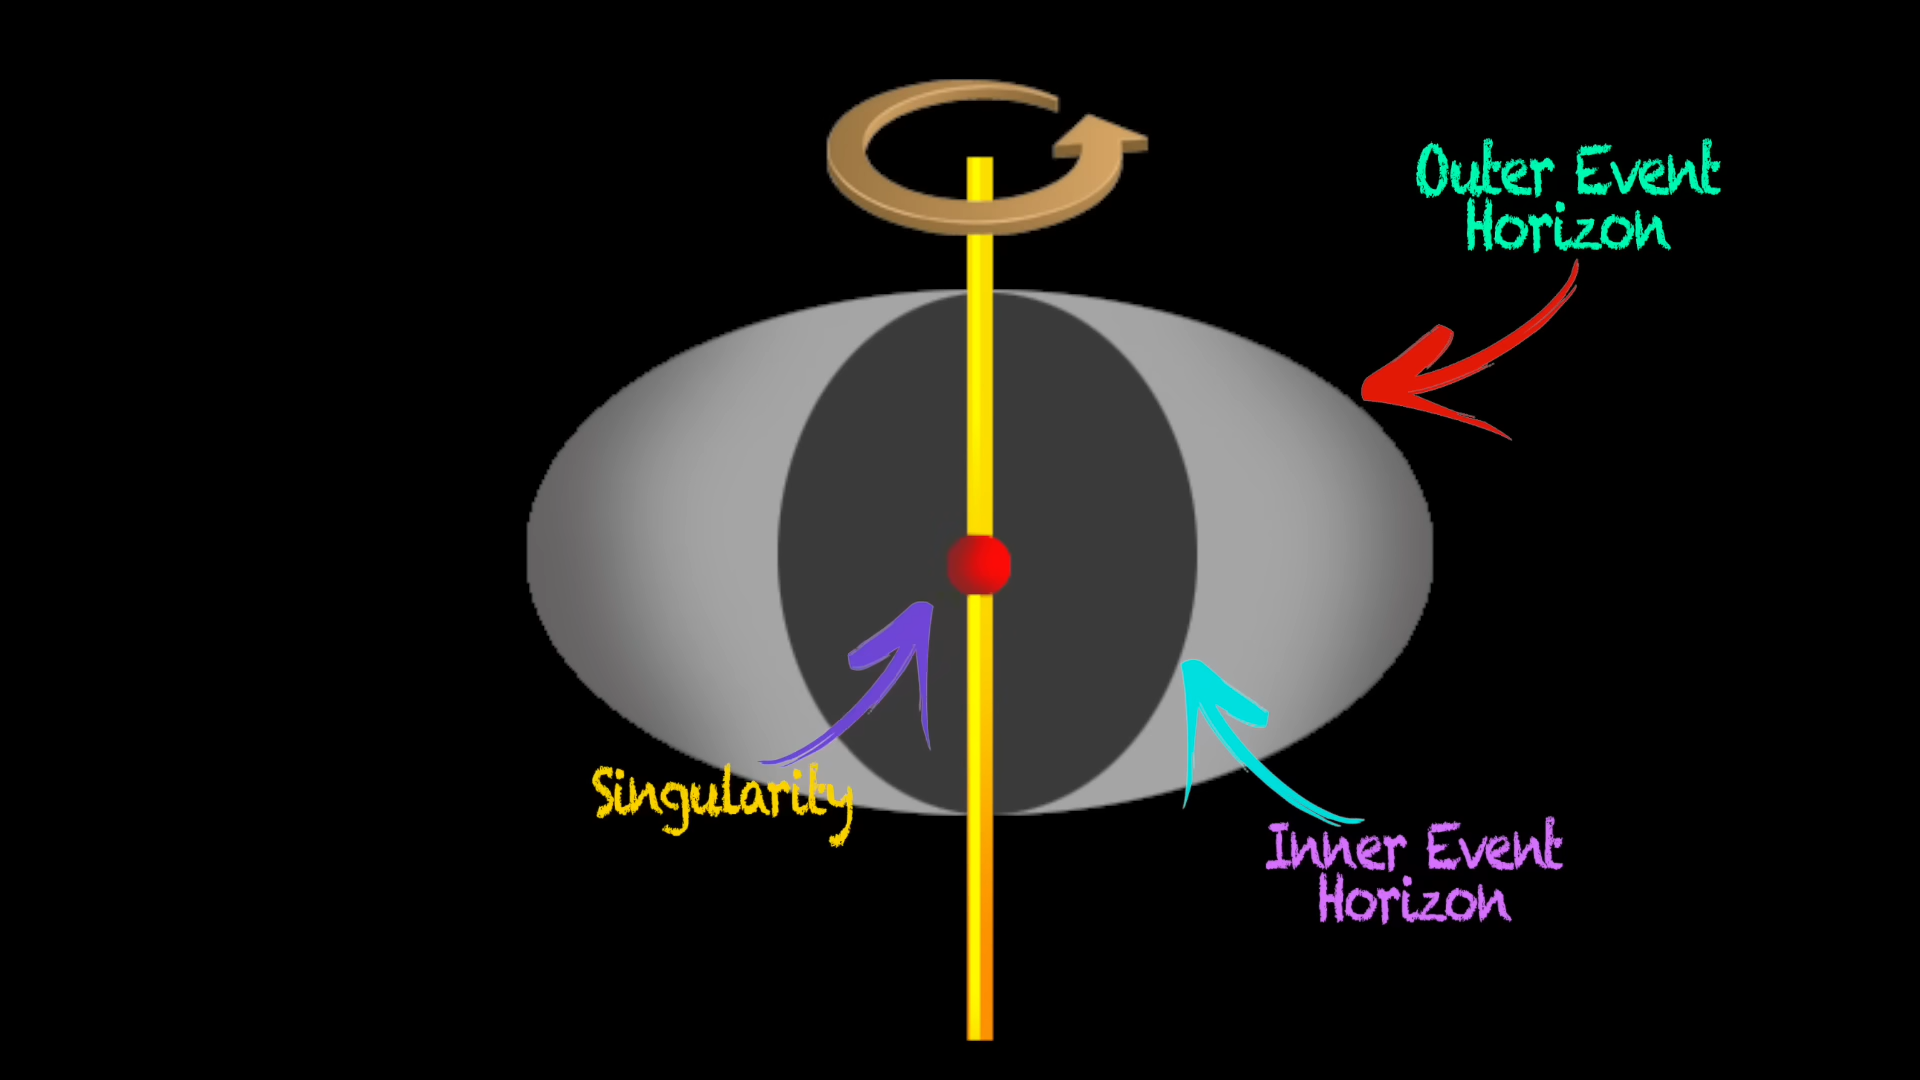 Outer Event
Horizon
Singularity
Inner Event
Horizon